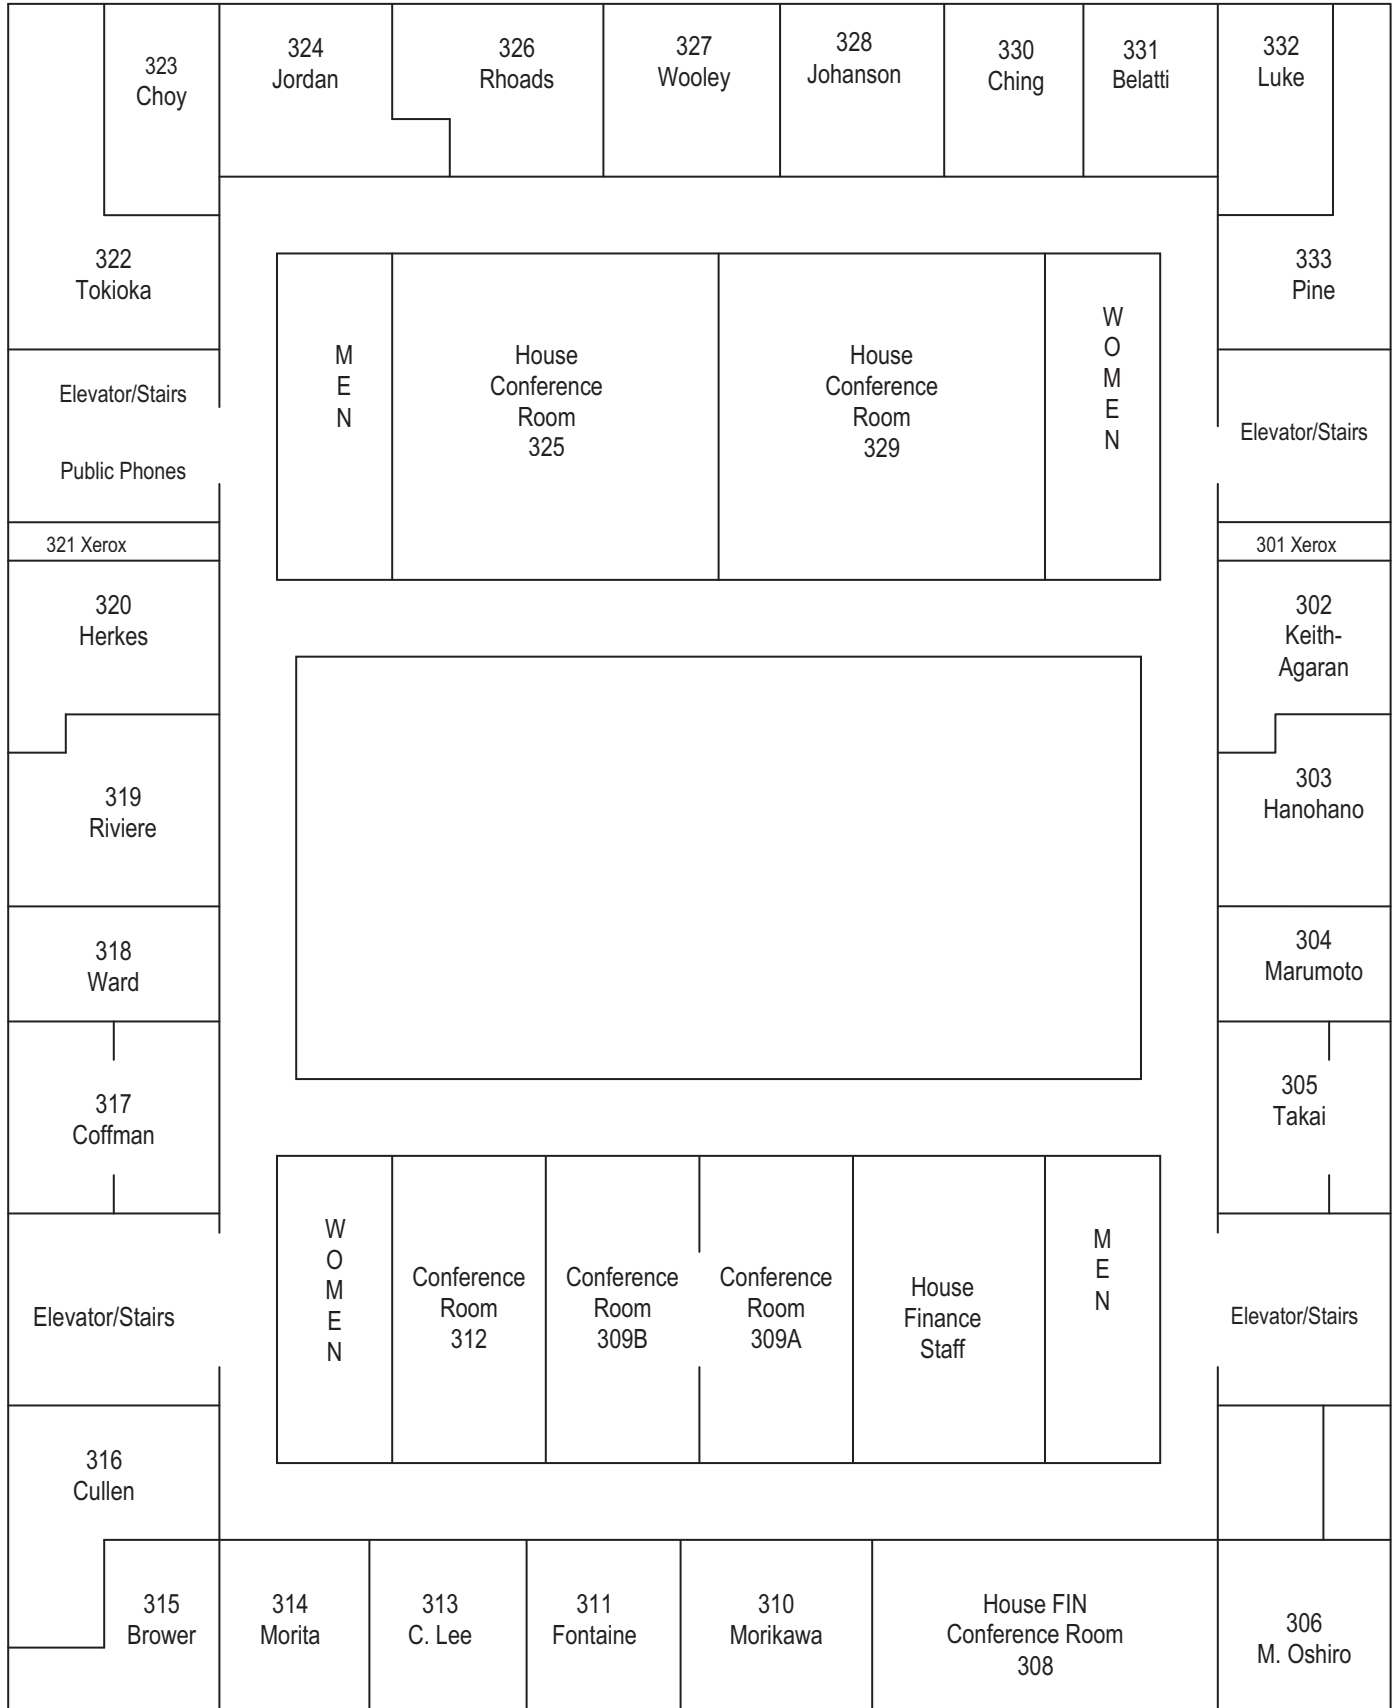 323
Choy
324
Jordan
326
Rhoads
327
Wooley
328
Johanson
330
Ching
331
Belatti
332
Luke
322
Tokioka
333
Pine
Elevator/Stairs
Public Phones
MEN
House
Conference
Room
325
House
Conference
Room
329
WOMEN
Elevator/Stairs
321 Xerox
301 Xerox
320
Herkes
302
Keith-
Agaran
319
Riviere
303
Hanohano
318
Ward
304
Marumoto
317
Coffman
305
Takai
Elevator/Stairs
WOMEN
Conference
Room
312
Conference
Room
309B
Conference
Room
309A
House
Finance
Staff
MEN
Elevator/Stairs
316
Cullen
315
Brower
314
Morita
313
C. Lee
311
Fontaine
310
Morikawa
House FIN
Conference Room
308
306
M. Oshiro